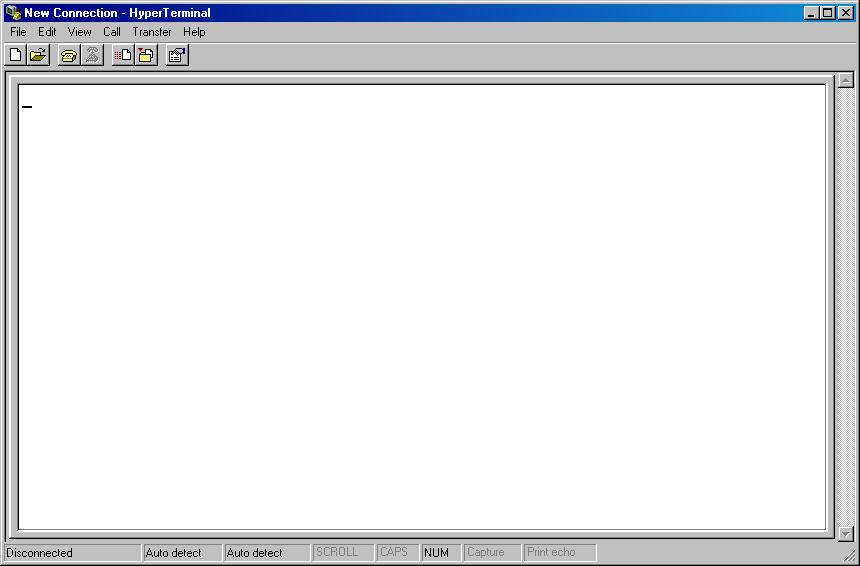 New Connection - HyperTerminal
File Edit View Call Transfer Help
Disconnected Auto detect Auto detect SCROLL CAPS NUM Capture Print echo